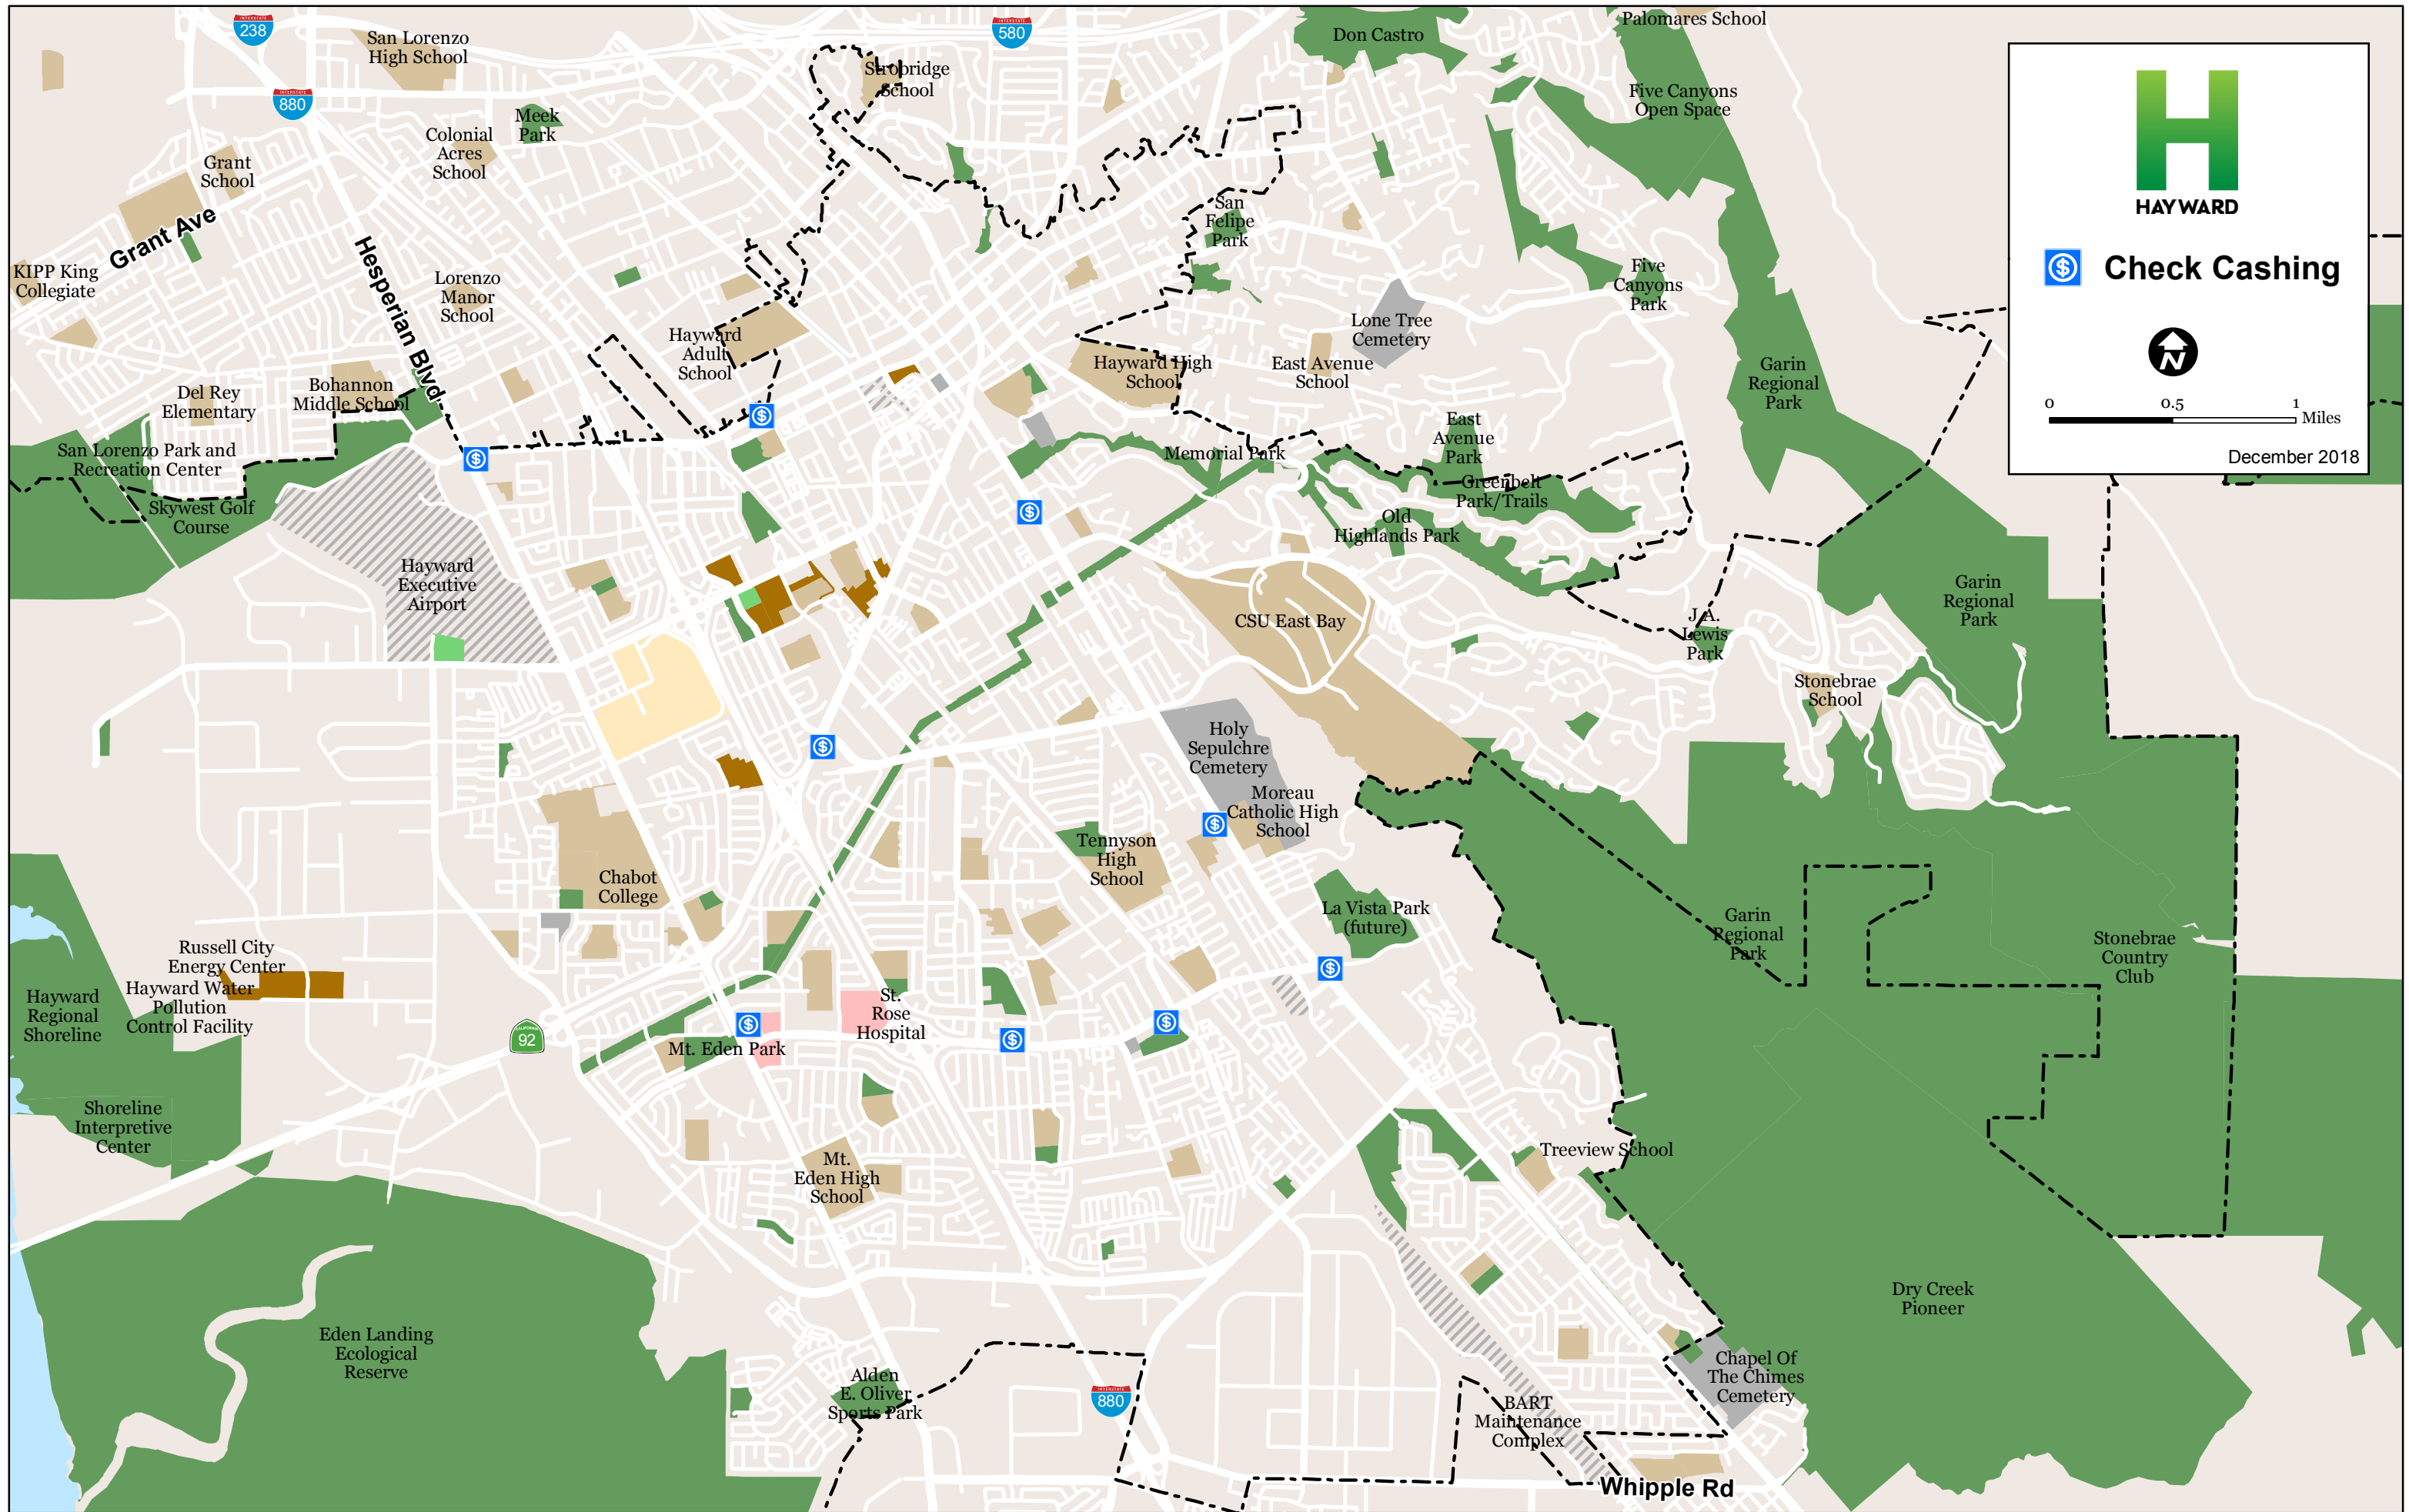 INTERSTATE
238
San Lorenzo
High School
INTERSTATE
580
Don Castro
Palomares School
INTERSTATE
880
Strobridge
School
Meek
Park
Colonial
Acres
School
Five Canyons
Open Space
Grant
School
Grant Ave
San
Felipe
Park
KIPP King
Collegiate
Hesperian Blvd
Lorenzo
Manor
School
Five
Canyons
Park
Hayward
Adult
School
Lone Tree
Cemetery
Hayward High
School
East Avenue
School
Garin
Regional
Park
Del Rey
Elementary
Bohannon
Middle School
San Lorenzo Park and
Recreation Center
East
Avenue
Park
Memorial Park
Greenbelt
Park/Trails
Skywest Golf
Course
Old
Highlands Park
Hayward
Executive
Airport
CSU East Bay
Garin
Regional
Park
J.A.
Lewis
Park
Stonebrae
School
Holy
Sepulchre
Cemetery
Moreau
Catholic High
School
Tennyson
High
School
Chabot
College
La Vista Park
(future)
Garin
Regional
Park
Stonebrae
Country
Club
Russell City
Energy Center
Hayward Water
Pollution
Control Facility
Hayward
Regional
Shoreline
St.
Rose
Hospital
CALIFORNIA
92
Mt. Eden Park
Shoreline
Interpretive
Center
Treeview School
Mt.
Eden High
School
Dry Creek
Pioneer
Eden Landing
Ecological
Reserve
Alden
E. Oliver
Sports Park
INTERSTATE
880
Chapel Of
The Chimes
Cemetery
BART
Maintenance
Complex
Whipple Rd
H
HAYWARD
$ Check Cashing
N
0 0.5 1
Miles
December 2018